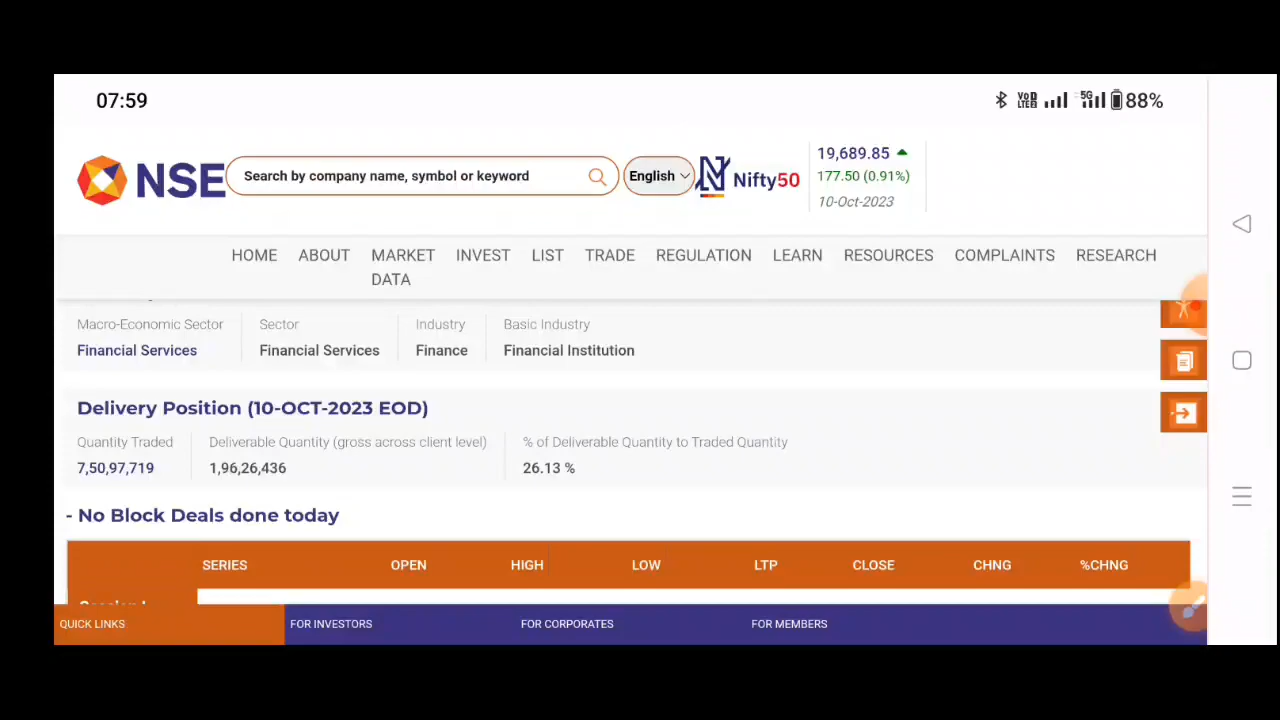 07:59
VoD LTE2
5G
88%
NSE
Search by company name, symbol or keyword
English
Nifty50
19,689.85
177.50 (0.91%)
10-Oct-2023
HOME ABOUT MARKET DATA INVEST LIST TRADE REGULATION LEARN RESOURCES COMPLAINTS RESEARCH
Macro-Economic Sector Sector Industry Basic Industry
Financial Services Financial Services Finance Financial Institution
Delivery Position (10-OCT-2023 EOD)
Quantity Traded Deliverable Quantity (gross across client level) % of Deliverable Quantity to Traded Quantity
7,50,97,719 1,96,26,436 26.13 %
- No Block Deals done today
SERIES OPEN HIGH LOW LTP CLOSE CHNG %CHNG
QUICK LINKS FOR INVESTORS FOR CORPORATES FOR MEMBERS